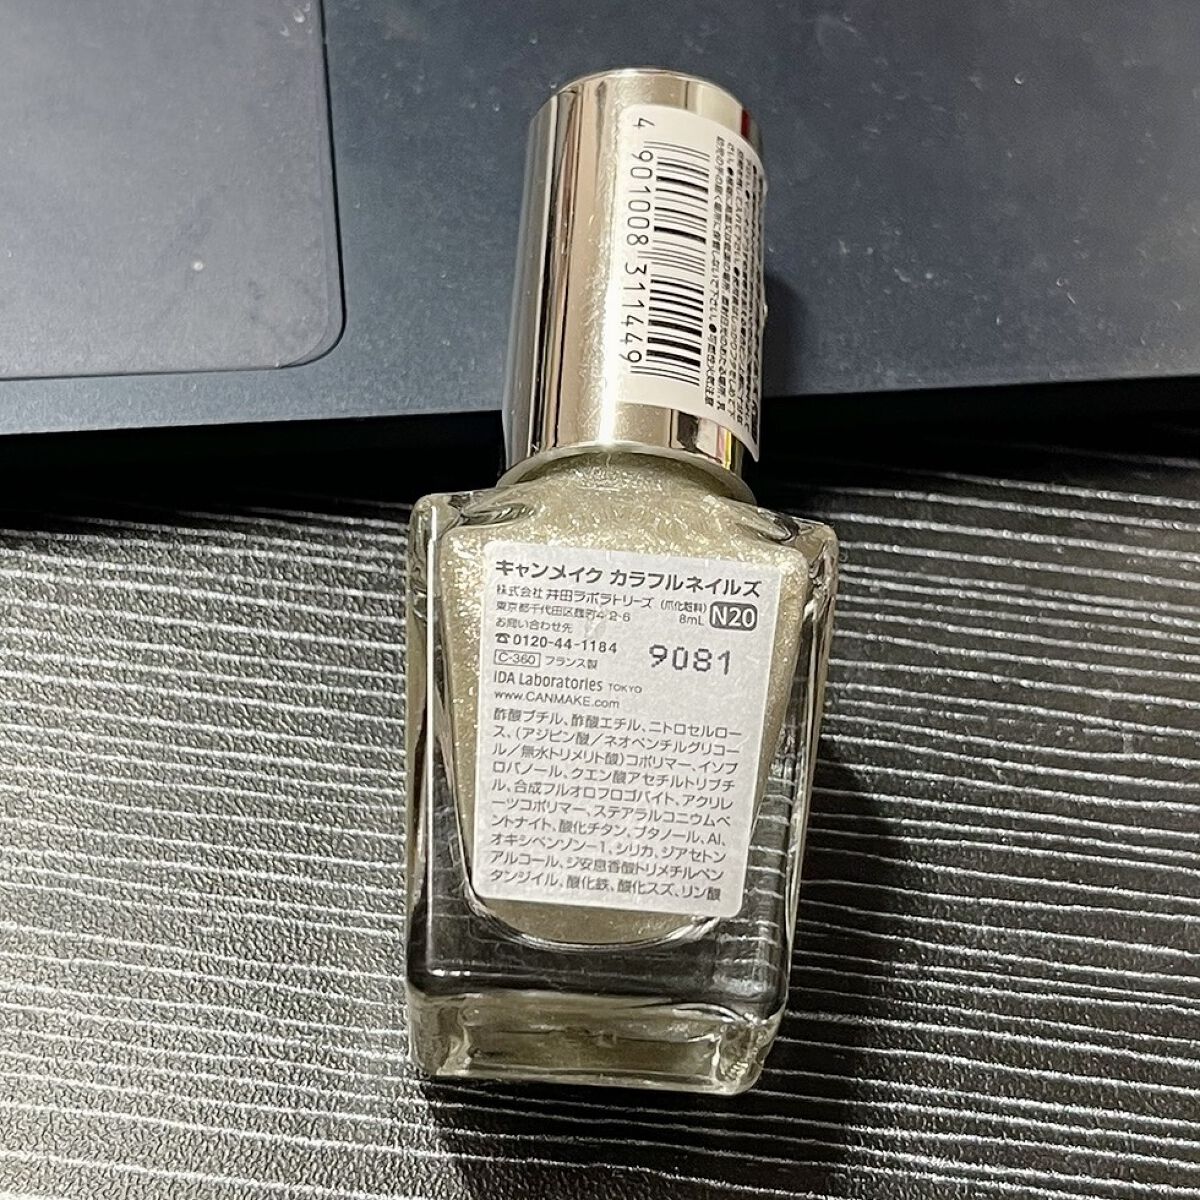 4 901008 311449
キャンメイク カラフルネイルズ
株式会社 井田ラボラトリーズ (爪化粧料)
東京都千代田区麹町4-2-6 8mL N20
お問い合わせ先
☎0120-44-1184 9081
C-360 フランス製
IDA Laboratories TOKYO
www.CANMAKE.com
酢酸ブチル、酢酸エチル、ニトロセルロー
ス、(アジピン酸/ネオペンチルグリコー
ル/無水トリメリト酸)コポリマー、イソプ
ロパノール、クエン酸アセチルトリブチ
ル、合成フルオロフロゴパイト、アクリレ
ーツコポリマー、ステアラルコニウムベ
ントナイト、酸化チタン、ブタノール、Al、
オキシベンゾン-1、シリカ、ジアセトン
アルコール、ジ安息香酸トリメチルペン
タンジイル、酸化鉄、酸化スズ、リン酸